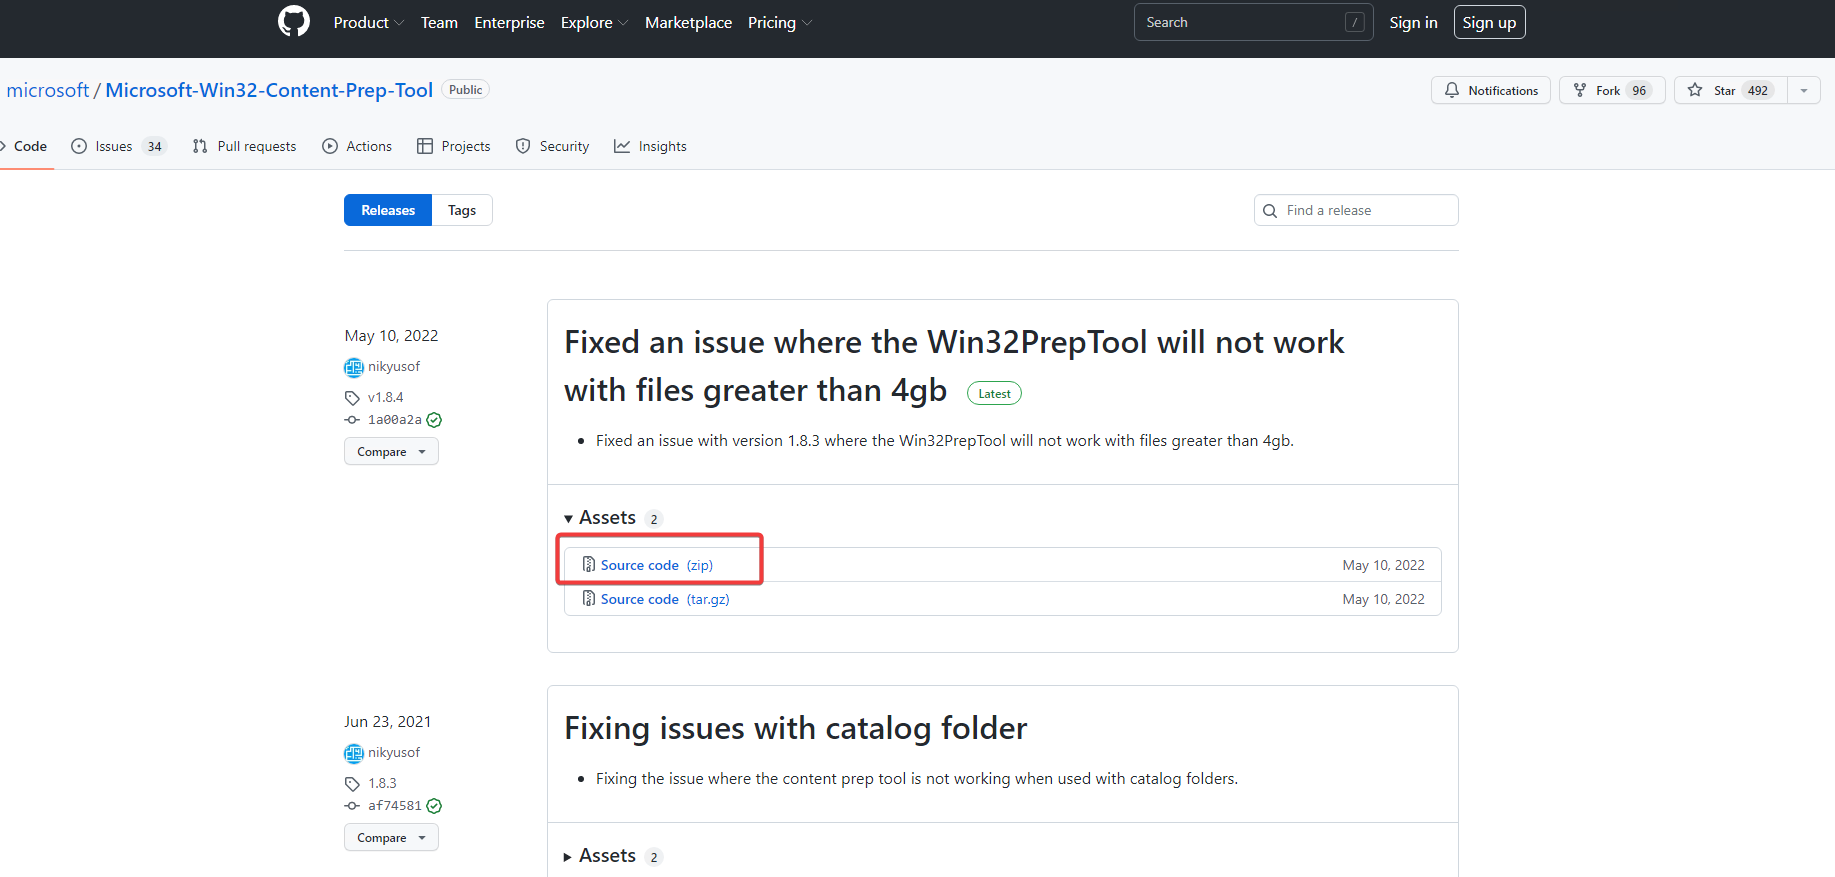 Product Team Enterprise Explore Marketplace Pricing Search / Sign in Sign up
microsoft / Microsoft-Win32-Content-Prep-Tool Public Notifications Fork 96 Star 492
Code Issues 34 Pull requests Actions Projects Security Insights
Releases Tags Find a release
May 10, 2022
nikyusof
v1.8.4
1a00a2a
Compare
Fixed an issue where the Win32PrepTool will not work
with files greater than 4gb Latest
• Fixed an issue with version 1.8.3 where the Win32PrepTool will not work with files greater than 4gb.
Assets 2
Source code (zip) May 10, 2022
Source code (tar.gz) May 10, 2022
Jun 23, 2021
nikyusof
1.8.3
af74581
Compare
Fixing issues with catalog folder
• Fixing the issue where the content prep tool is not working when used with catalog folders.
Assets 2